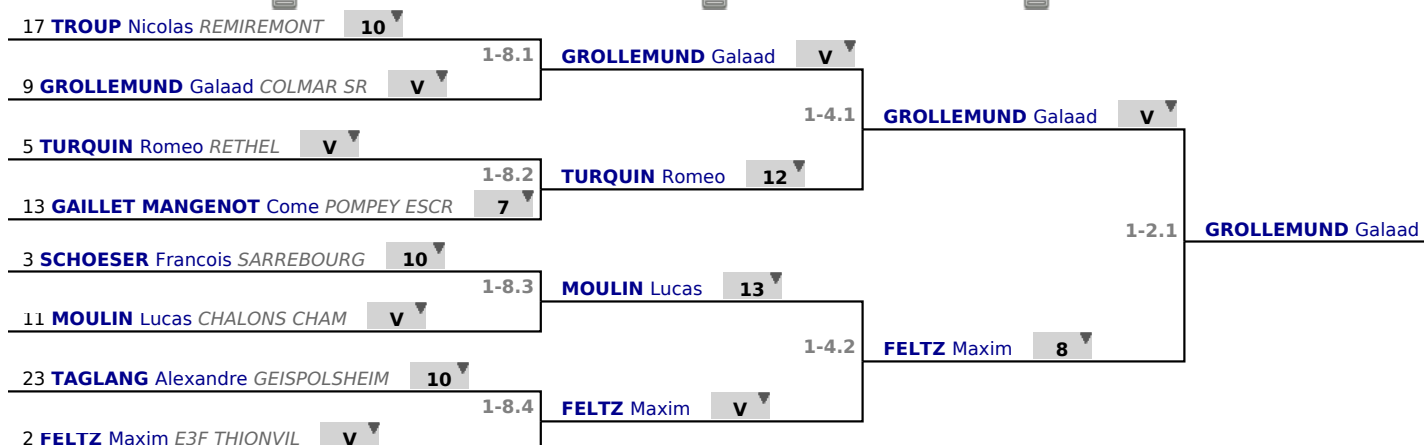 17 TROUP Nicolas REMIREMONT 10
1-8.1
GROLLEMUND Galaad V
9 GROLLEMUND Galaad COLMAR SR V
1-4.1
GROLLEMUND Galaad V
5 TURQUIN Romeo RETHEL V
1-8.2
TURQUIN Romeo 12
13 GAILLET MANGENOT Come POMPEY ESCR 7
1-2.1
GROLLEMUND Galaad
3 SCHOESER Francois SARREBOURG 10
1-8.3
MOULIN Lucas 13
11 MOULIN Lucas CHALONS CHAM V
1-4.2
FELTZ Maxim 8
23 TAGLANG Alexandre GEISPOLSHEIM 10
1-8.4
FELTZ Maxim V
2 FELTZ Maxim E3F THIONVIL V